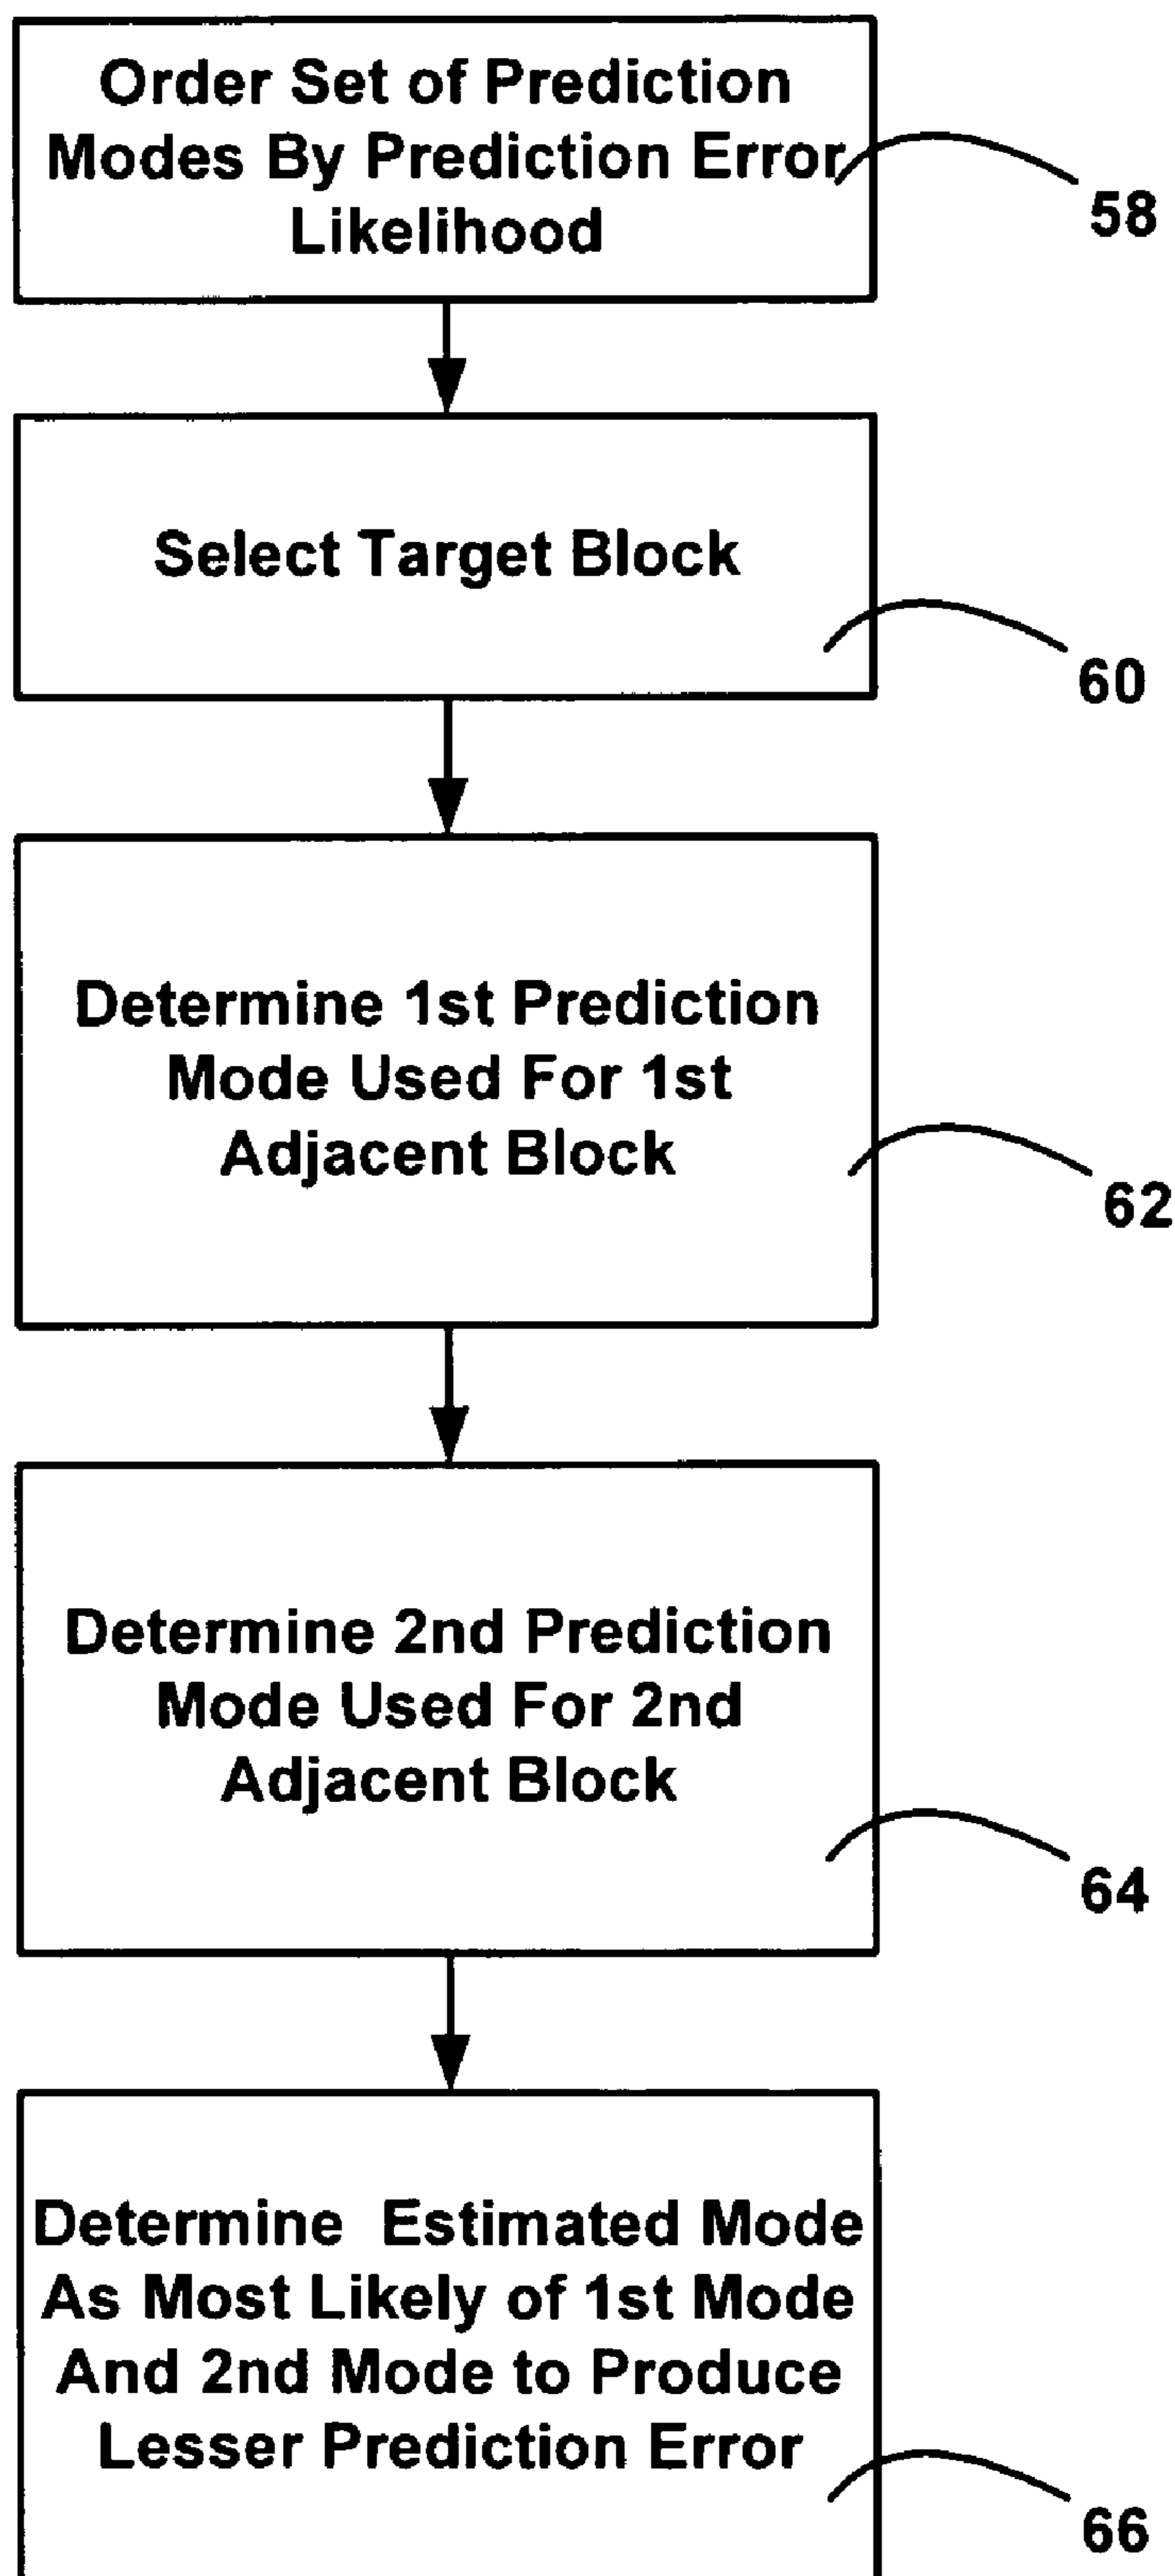 Order Set of Prediction
Modes By Prediction Error
Likelihood
58
Select Target Block
60
Determine 1st Prediction
Mode Used For 1st
Adjacent Block
62
Determine 2nd Prediction
Mode Used For 2nd
Adjacent Block
64
Determine Estimated Mode
As Most Likely of 1st Mode
And 2nd Mode to Produce
Lesser Prediction Error
66